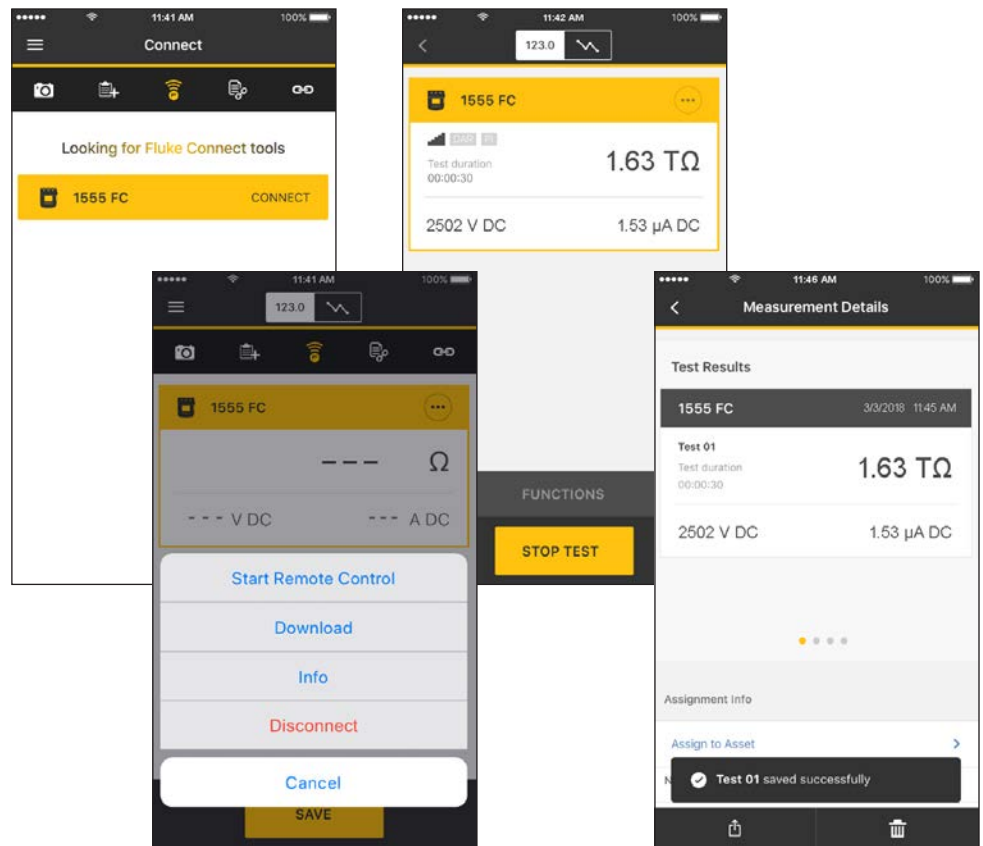 11:41 AM
100%
Connect
Looking for Fluke Connect tools
1555 FC CONNECT
11:42 AM
100%
123.0
1555 FC
DAR PI
Test duration
00:00:30
1.63 TΩ
2502 V DC 1.53 µA DC
FUNCTIONS
STOP TEST
11:41 AM
100%
123.0
1555 FC
--- Ω
--- V DC --- A DC
Start Remote Control
Download
Info
Disconnect
Cancel
SAVE
11:46 AM
100%
Measurement Details
Test Results
1555 FC 3/3/2018 11:45 AM
Test 01
Test duration
00:00:30
1.63 TΩ
2502 V DC 1.53 µA DC
Assignment Info
Assign to Asset
Test 01 saved successfully